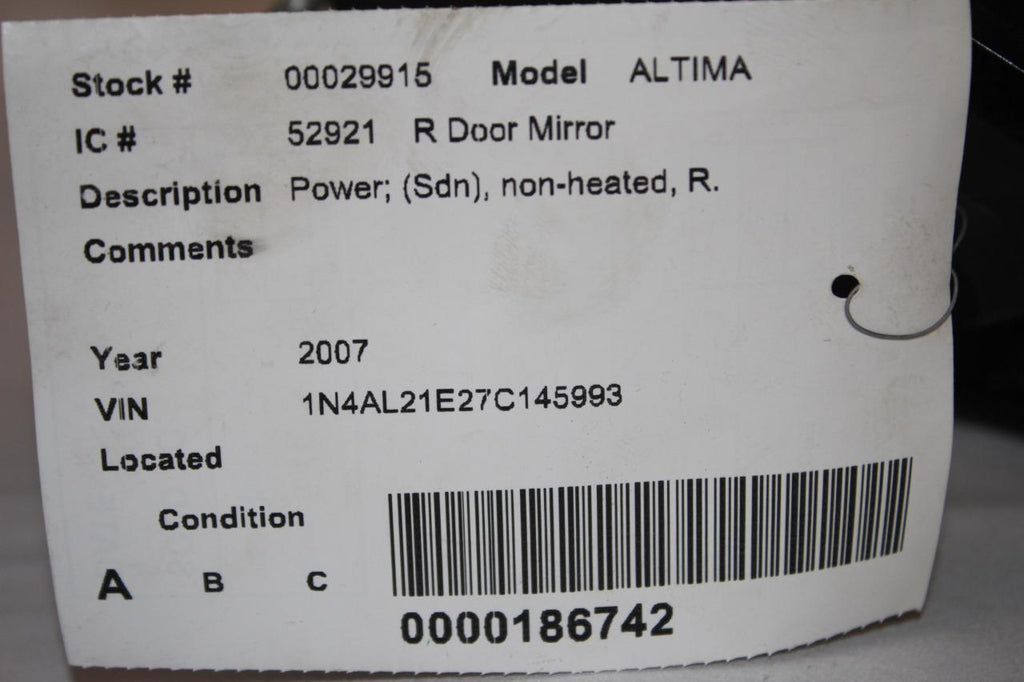 Stock # 00029915 Model ALTIMA
IC # 52921 R Door Mirror
Description Power; (Sdn), non-heated, R.
Comments
Year 2007
VIN 1N4AL21E27C145993
Located
Condition
A B C
0000186742